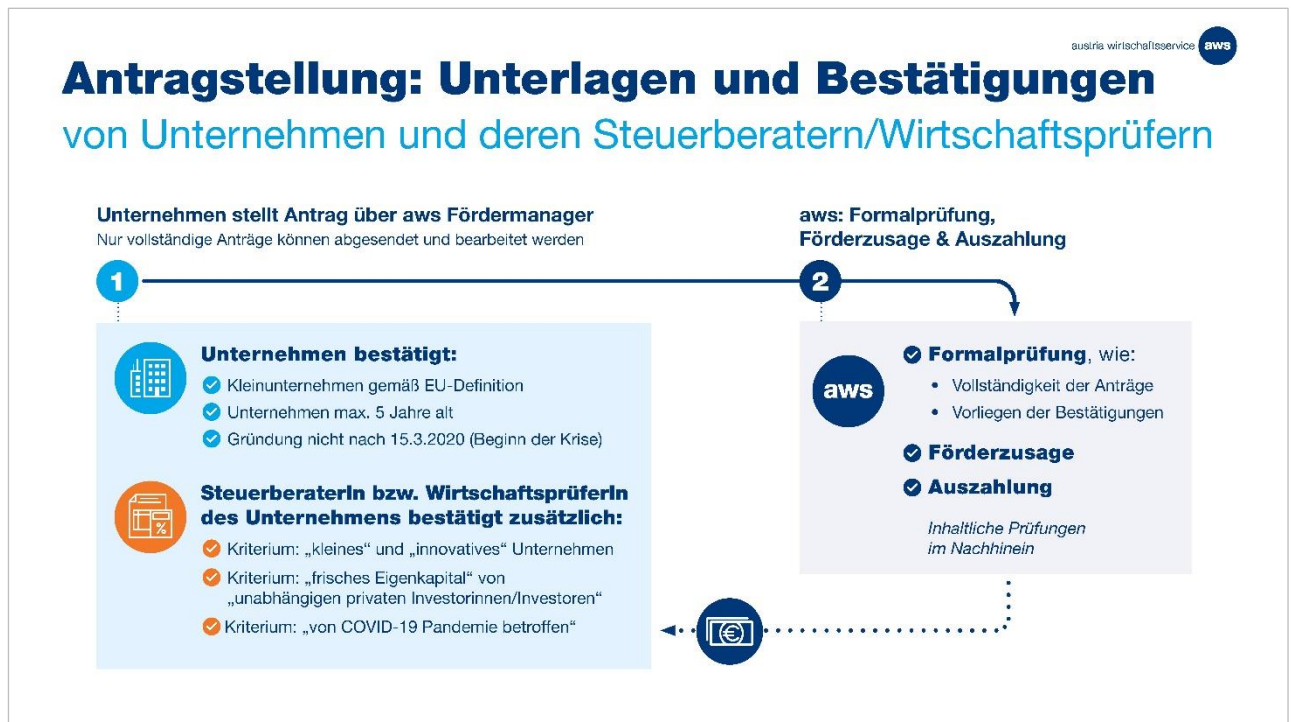 austria wirtschaftsservice aws
Antragstellung: Unterlagen und Bestätigungen
von Unternehmen und deren Steuerberatern/Wirtschaftsprüfern
Unternehmen stellt Antrag über aws Fördermanager
Nur vollständige Anträge können abgesendet und bearbeitet werden
1
Unternehmen bestätigt:
Kleinunternehmen gemäß EU-Definition
Unternehmen max. 5 Jahre alt
Gründung nicht nach 15.3.2020 (Beginn der Krise)
%
SteuerberaterIn bzw. WirtschaftsprüferIn
des Unternehmens bestätigt zusätzlich:
Kriterium: „kleines“ und „innovatives“ Unternehmen
Kriterium: „frisches Eigenkapital“ von
„unabhängigen privaten Investorinnen/Investoren“
Kriterium: „von COVID-19 Pandemie betroffen“
aws: Formalprüfung,
Förderzusage & Auszahlung
2
aws
Formalprüfung, wie:
• Vollständigkeit der Anträge
• Vorliegen der Bestätigungen
Förderzusage
Auszahlung
Inhaltliche Prüfungen
im Nachhinein
€